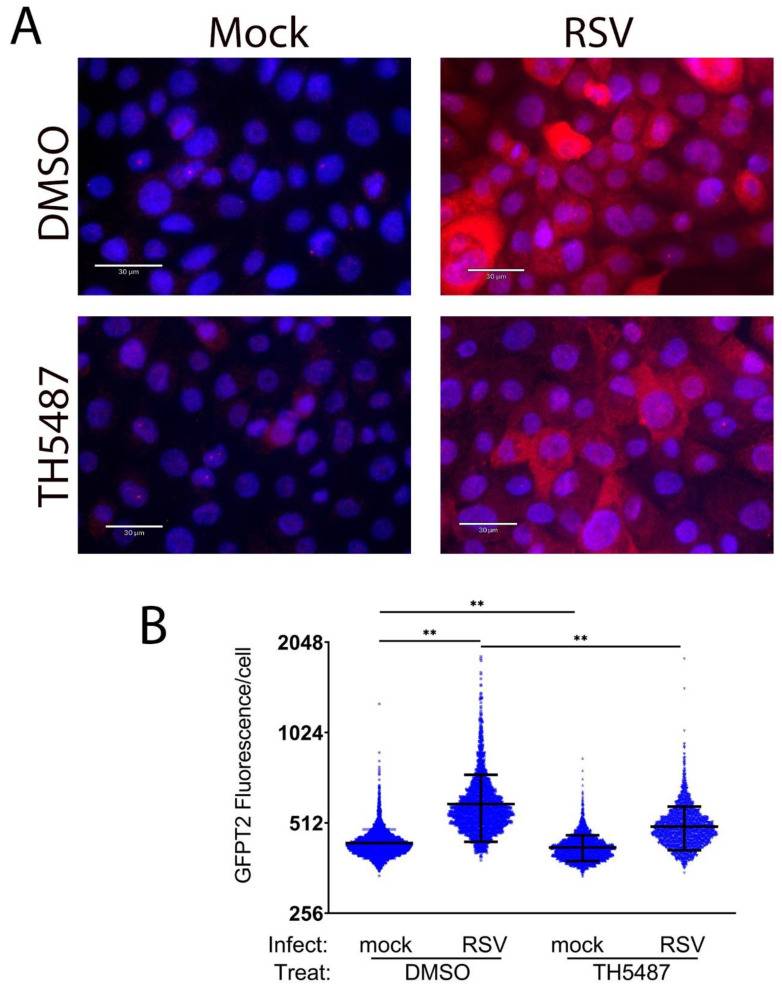 A
Mock RSV
DMSO
30 µm
30 µm
TH5487
30 µm
30 µm
B
** 
** **
GFPT2 Fluorescence/cell
2048
1024
512
256
Infect: mock RSV mock RSV
Treat: DMSO TH5487